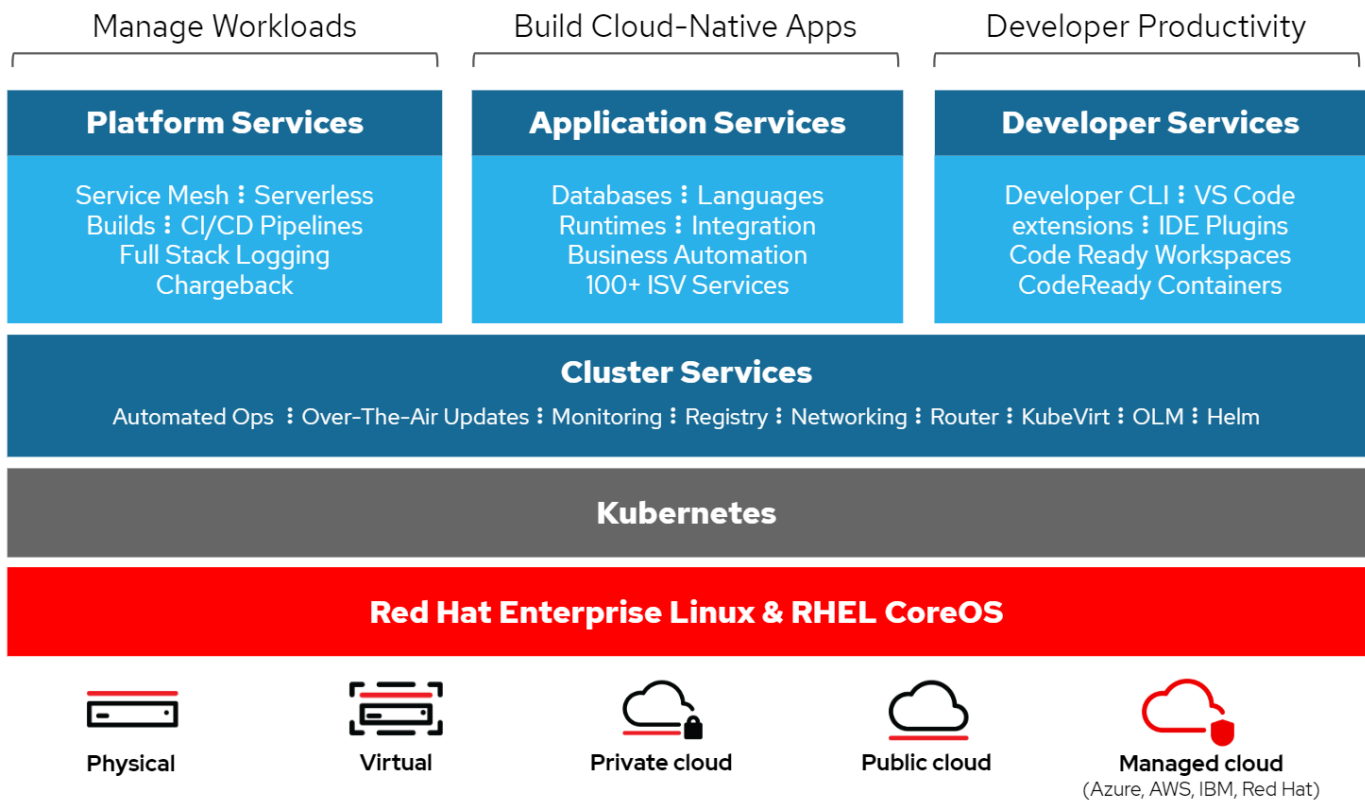 Manage Workloads
Build Cloud-Native Apps
Developer Productivity
Platform Services
Service Mesh ⋮ Serverless
Builds ⋮ CI/CD Pipelines
Full Stack Logging
Chargeback
Application Services
Databases ⋮ Languages
Runtimes ⋮ Integration
Business Automation
100+ ISV Services
Developer Services
Developer CLI ⋮ VS Code
extensions ⋮ IDE Plugins
Code Ready Workspaces
CodeReady Containers
Cluster Services
Automated Ops ⋮ Over-The-Air Updates ⋮ Monitoring ⋮ Registry ⋮ Networking ⋮ Router ⋮ KubeVirt ⋮ OLM ⋮ Helm
Kubernetes
Red Hat Enterprise Linux & RHEL CoreOS
Physical
Virtual
Private cloud
Public cloud
Managed cloud
(Azure, AWS, IBM, Red Hat)